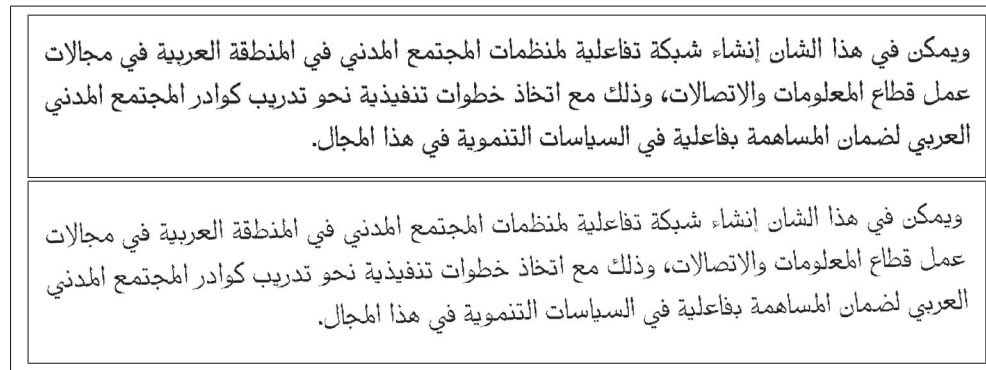 ويمكن في هذا الشان إنشاء شبكة تفاعلية لمنظمات المجتمع المدني في المنطقة العربية في مجالات
عمل قطاع المعلومات والاتصالات، وذلك مع اتخاذ خطوات تنفيذية نحو تدريب كوادر المجتمع المدني
العربي لضمان المساهمة بفاعلية في السياسات التنموية في هذا المجال.
ويمكن في هذا الشان إنشاء شبكة تفاعلية لمنظمات المجتمع المدني في المنطقة العربية في مجالات
عمل قطاع المعلومات والاتصالات، وذلك مع اتخاذ خطوات تنفيذية نحو تدريب كوادر المجتمع المدني
العربي لضمان المساهمة بفاعلية في السياسات التنموية في هذا المجال.